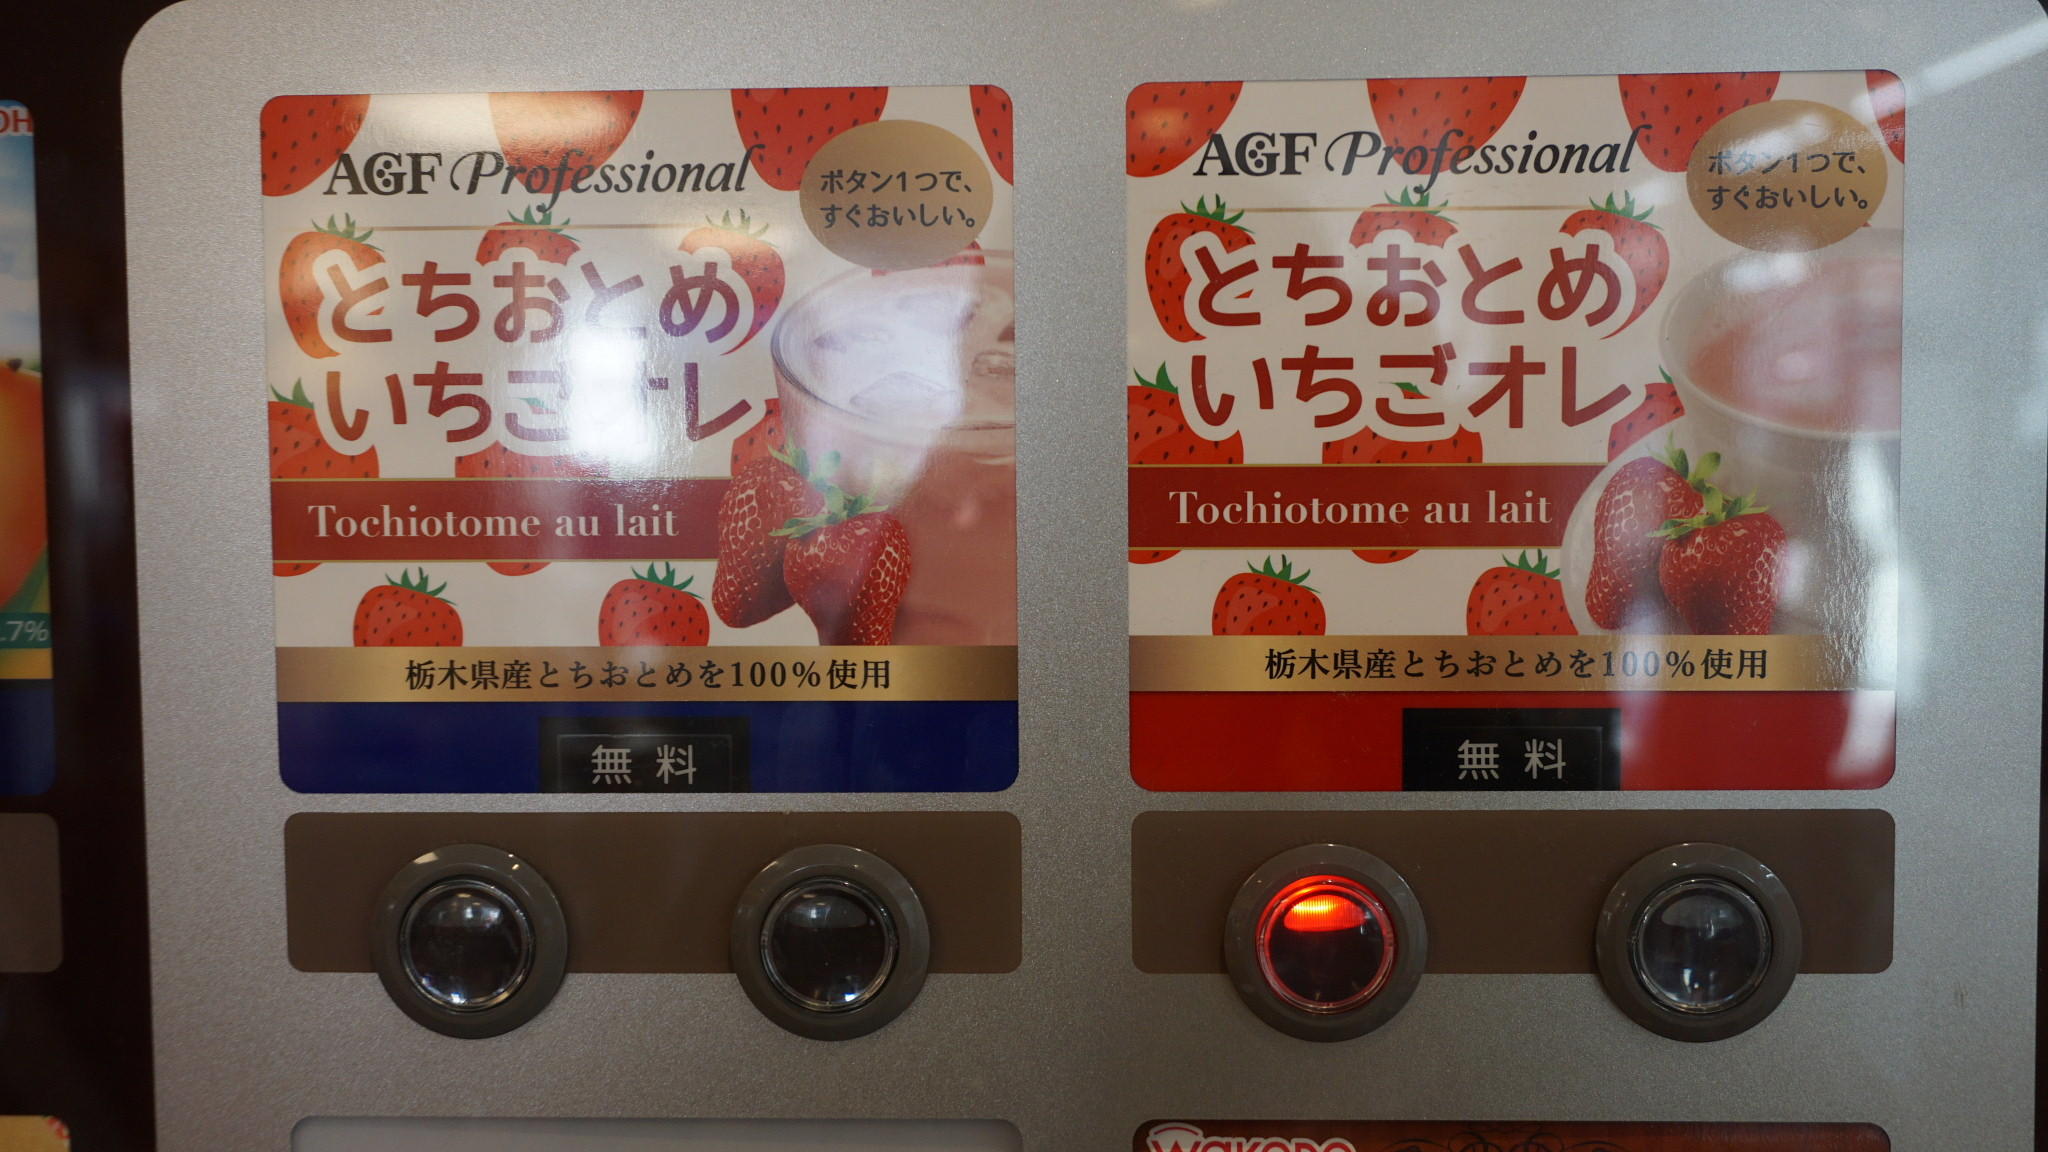 AGF Professional
ボタン1つで、
すぐおいしい。
とちおとめ
いちごオレ
Tochiotome au lait
栃木県産とちおとめを100%使用
無料
AGF Professional
ボタン1つで、
すぐおいしい。
とちおとめ
いちごオレ
Tochiotome au lait
栃木県産とちおとめを100%使用
無料
OH
.7%
WAKODO